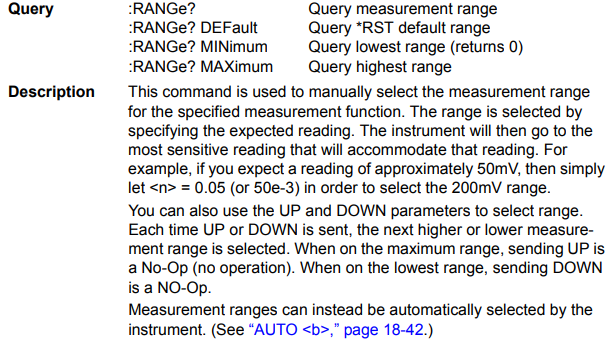 Query :RANGe? Query measurement range
:RANGe? DEFault Query *RST default range
:RANGe? MINimum Query lowest range (returns 0)
:RANGe? MAXimum Query highest range
Description This command is used to manually select the measurement range
for the specified measurement function. The range is selected by
specifying the expected reading. The instrument will then go to the
most sensitive reading that will accommodate that reading. For
example, if you expect a reading of approximately 50mV, then simply
let <n> = 0.05 (or 50e-3) in order to select the 200mV range.
You can also use the UP and DOWN parameters to select range.
Each time UP or DOWN is sent, the next higher or lower measure-
ment range is selected. When on the maximum range, sending UP is
a No-Op (no operation). When on the lowest range, sending DOWN
is a NO-Op.
Measurement ranges can instead be automatically selected by the
instrument. (See “AUTO <b>,” page 18-42.)